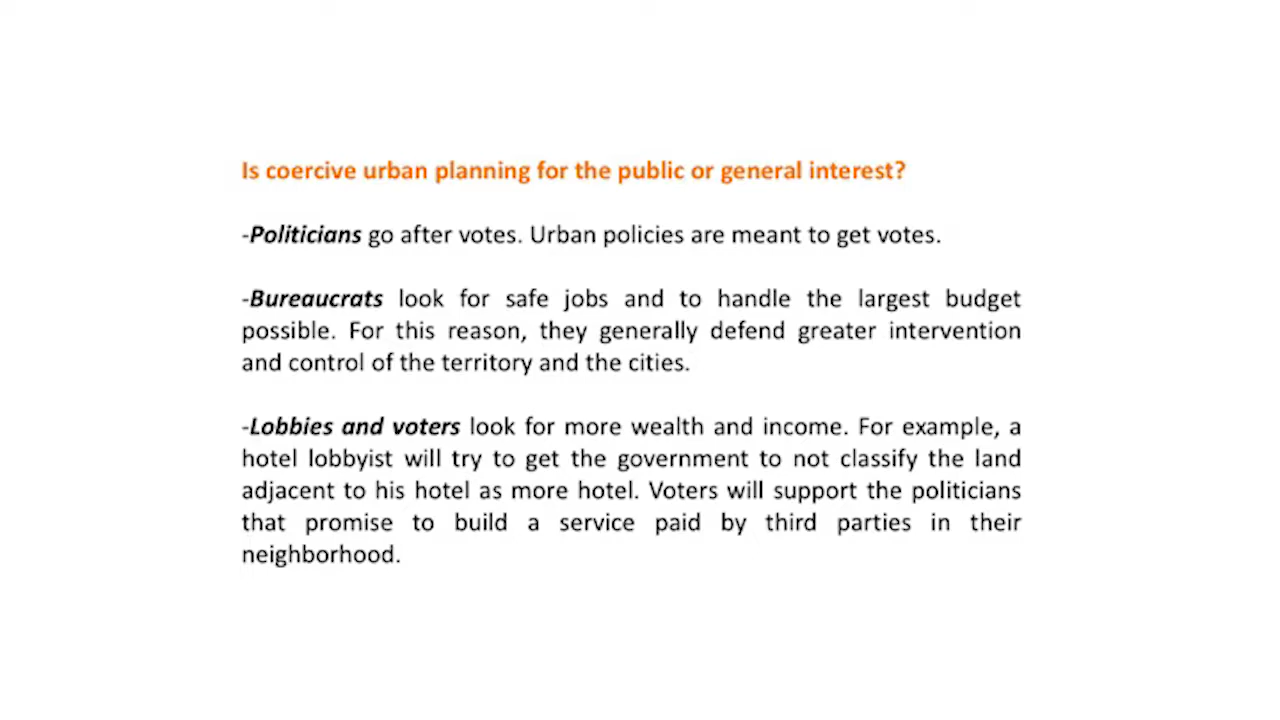 Is coercive urban planning for the public or general interest?
-Politicians go after votes. Urban policies are meant to get votes.
-Bureaucrats look for safe jobs and to handle the largest budget
possible. For this reason, they generally defend greater intervention
and control of the territory and the cities.
-Lobbies and voters look for more wealth and income. For example, a
hotel lobbyist will try to get the government to not classify the land
adjacent to his hotel as more hotel. Voters will support the politicians
that promise to build a service paid by third parties in their
neighborhood.